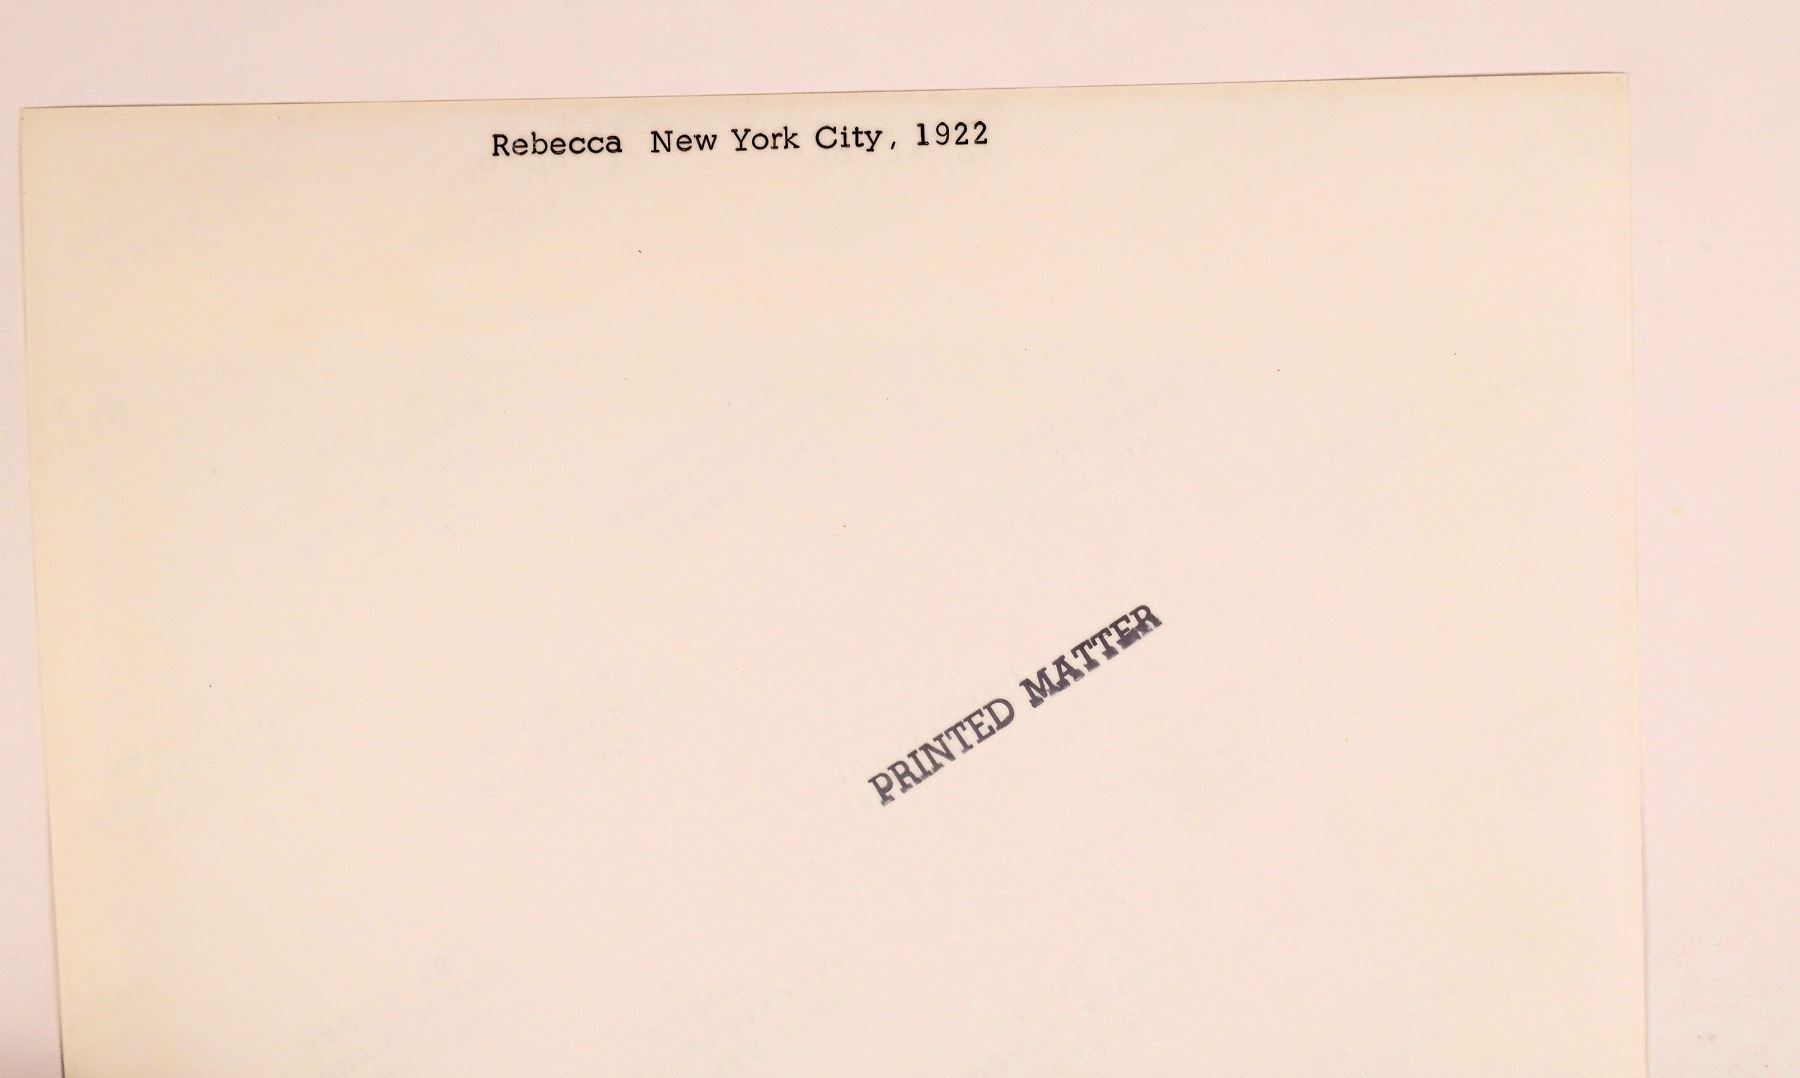 Rebecca New York City, 1922
PRINTED MATTER